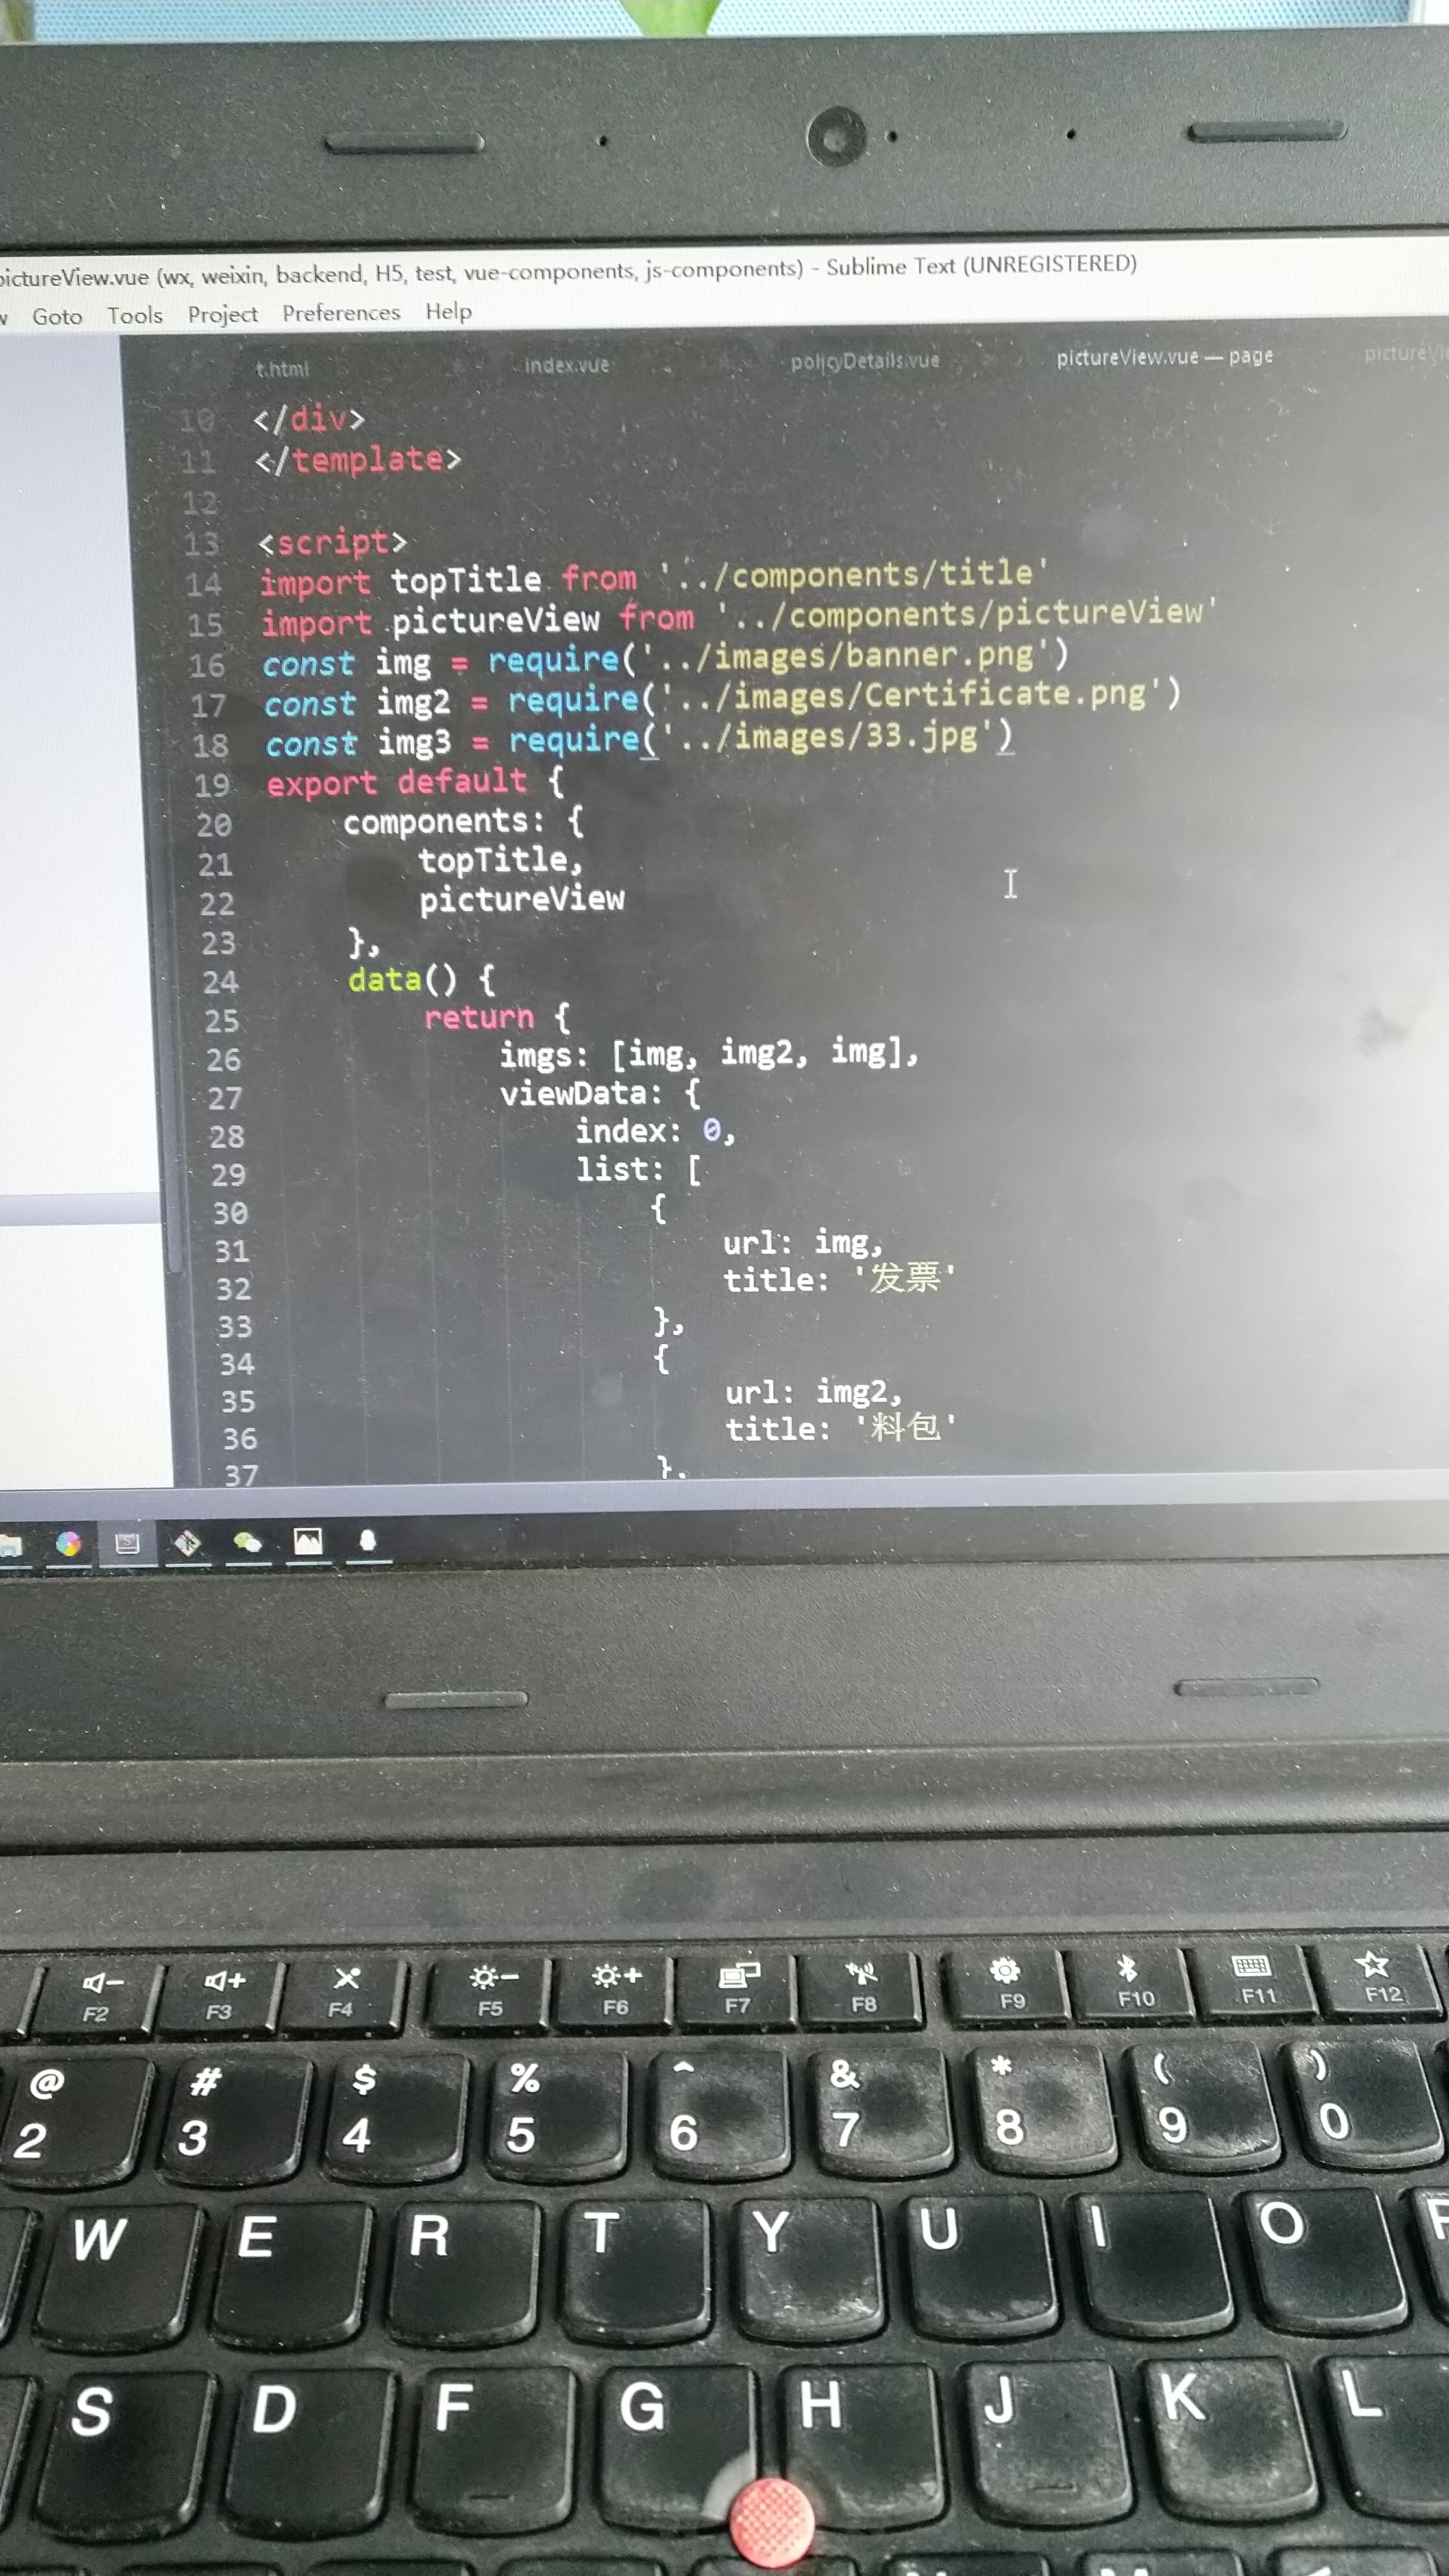 pictureView.vue (wx, weixin, backend, H5, test, vue-components, js-components) - Sublime Text (UNREGISTERED)
Goto Tools Project Preferences Help
t.html index.vue policyDetails.vue pictureView.vue — page pictureVi
10 </div>
11 </template>
12
13 <script>
14 import topTitle from '../components/title'
15 import pictureView from '../components/pictureView'
16 const img = require('../images/banner.png')
17 const img2 = require('../images/Certificate.png')
18 const img3 = require('../images/33.jpg')
19 export default {
20 components: {
21 topTitle,
22 pictureView
23 },
24 data() {
25 return {
26 imgs: [img, img2, img],
27 viewData: {
28 index: 0,
29 list: [
30 {
31 url: img,
32 title: '发票'
33 },
34 {
35 url: img2,
36 title: '料包'
37 },
F2 F3 F4 F5 F6 F7 F8 F9 F10 F11 F12
@ # $ % ^ & * ( )
2 3 4 5 6 7 8 9 0
W E R T Y U I O P
S D F G H J K L